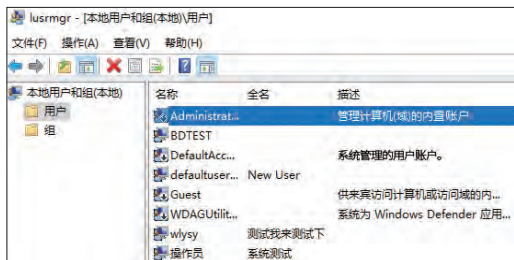 lusrmgr - [本地用户和组(本地)\用户]
文件(F) 操作(A) 查看(V) 帮助(H)
本地用户和组(本地)
用户
组
名称 全名 描述
Administrat... 管理计算机(域)的内置帐户
BDTEST
DefaultAcc... 系统管理的用户帐户。
defaultuser... New User
Guest 供来宾访问计算机或访问域的内...
WDAGUtilit... 系统为 Windows Defender 应用...
wlysy 测试我来测试下
操作员 系统测试